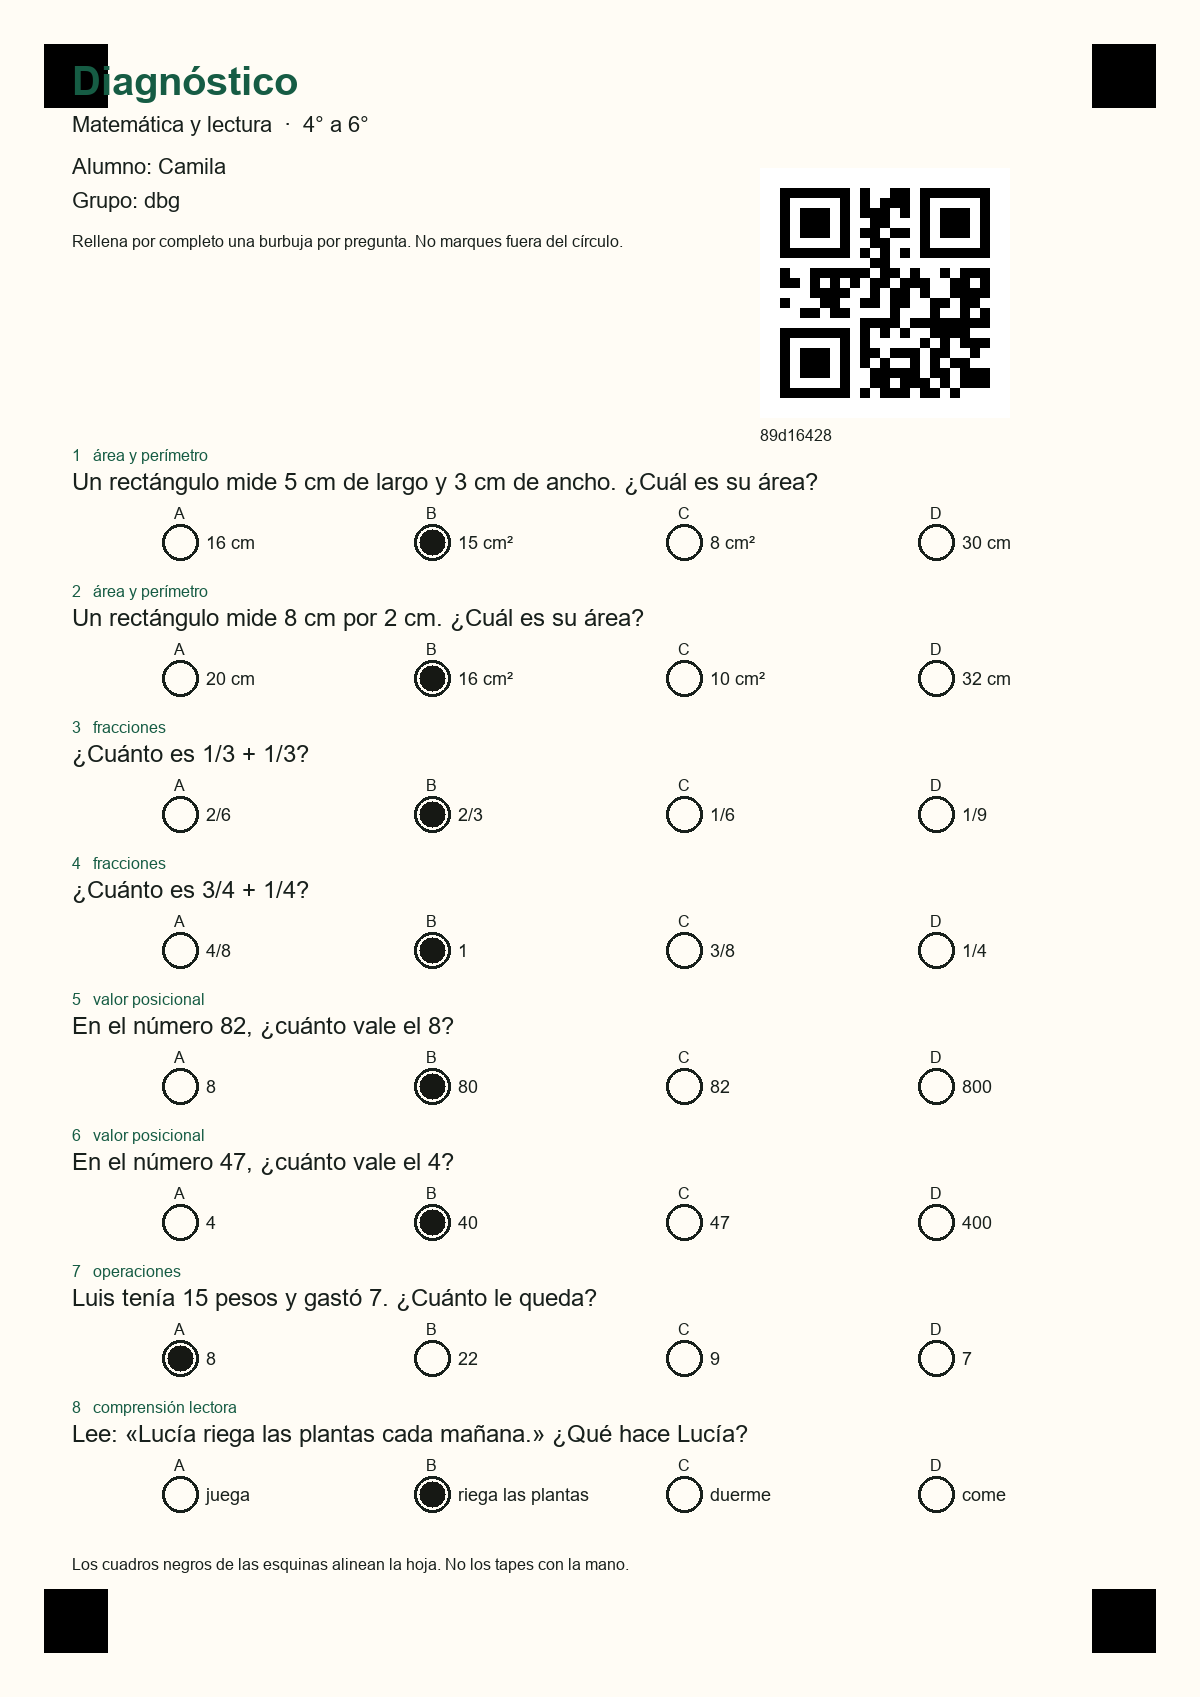 Diagnóstico
Matemática y lectura · 4° a 6°
Alumno: Camila
Grupo: dbg
Rellena por completo una burbuja por pregunta. No marques fuera del círculo.
89d16428
1 área y perímetro
Un rectángulo mide 5 cm de largo y 3 cm de ancho. ¿Cuál es su área?
A B C D
16 cm 15 cm² 8 cm² 30 cm
2 área y perímetro
Un rectángulo mide 8 cm por 2 cm. ¿Cuál es su área?
A B C D
20 cm 16 cm² 10 cm² 32 cm
3 fracciones
¿Cuánto es 1/3 + 1/3?
A B C D
2/6 2/3 1/6 1/9
4 fracciones
¿Cuánto es 3/4 + 1/4?
A B C D
4/8 1 3/8 1/4
5 valor posicional
En el número 82, ¿cuánto vale el 8?
A B C D
8 80 82 800
6 valor posicional
En el número 47, ¿cuánto vale el 4?
A B C D
4 40 47 400
7 operaciones
Luis tenía 15 pesos y gastó 7. ¿Cuánto le queda?
A B C D
8 22 9 7
8 comprensión lectora
Lee: «Lucía riega las plantas cada mañana.» ¿Qué hace Lucía?
A B C D
juega riega las plantas duerme come
Los cuadros negros de las esquinas alinean la hoja. No los tapes con la mano.